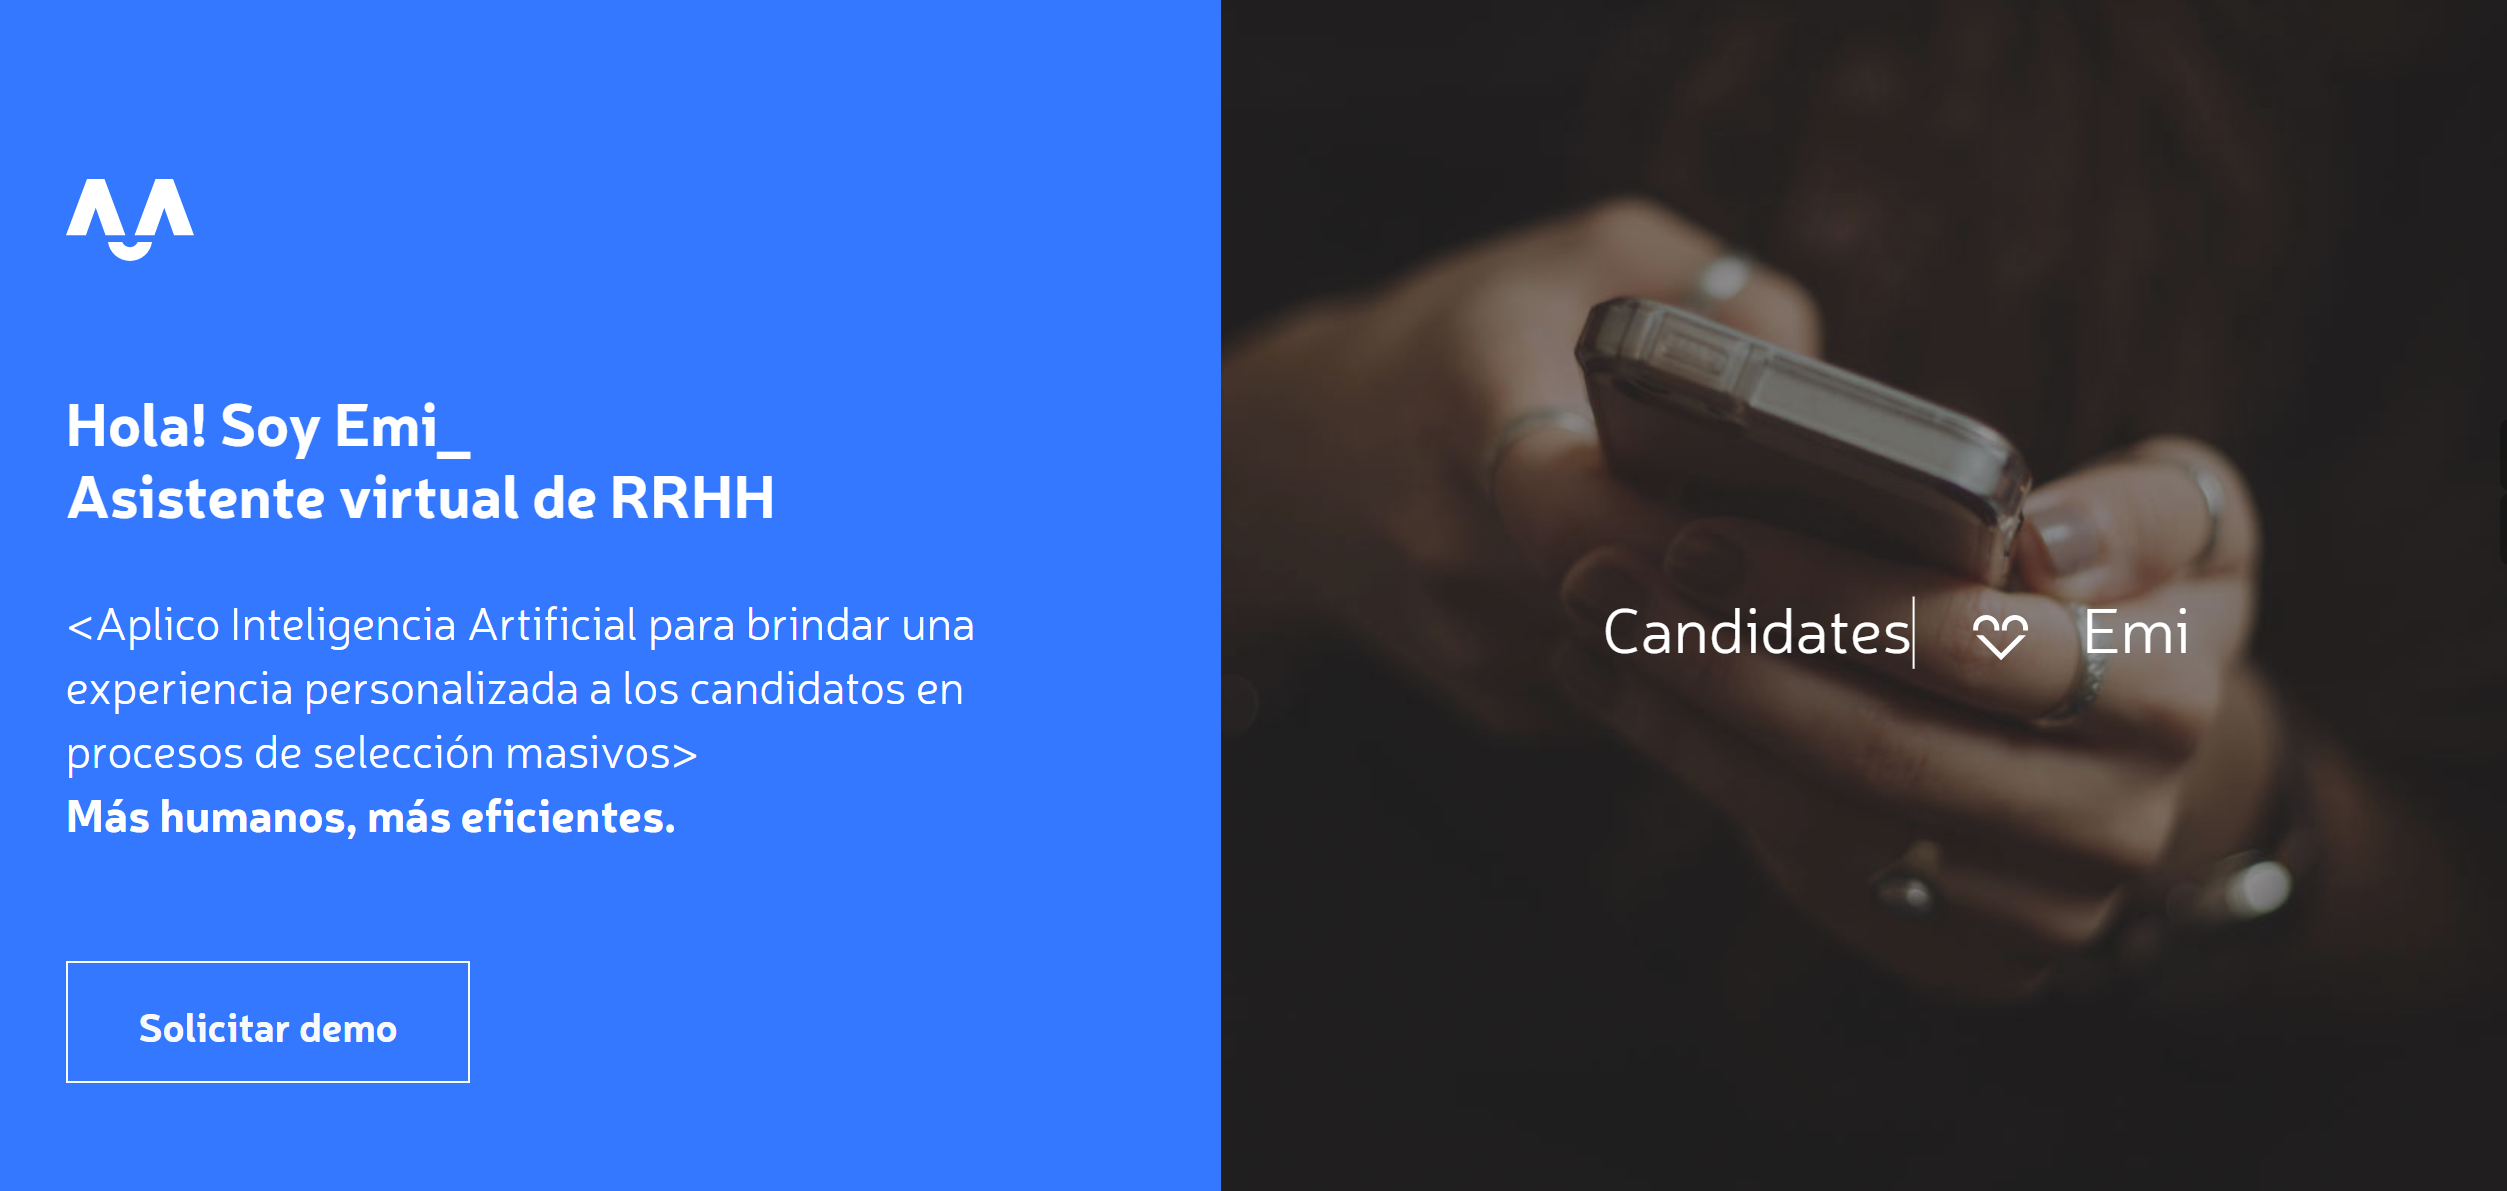 Hola! Soy Emi_
Asistente virtual de RRHH
<Aplico Inteligencia Artificial para brindar una
experiencia personalizada a los candidatos en
procesos de selección masivos>
Más humanos, más eficientes.
Solicitar demo
Candidates Emi